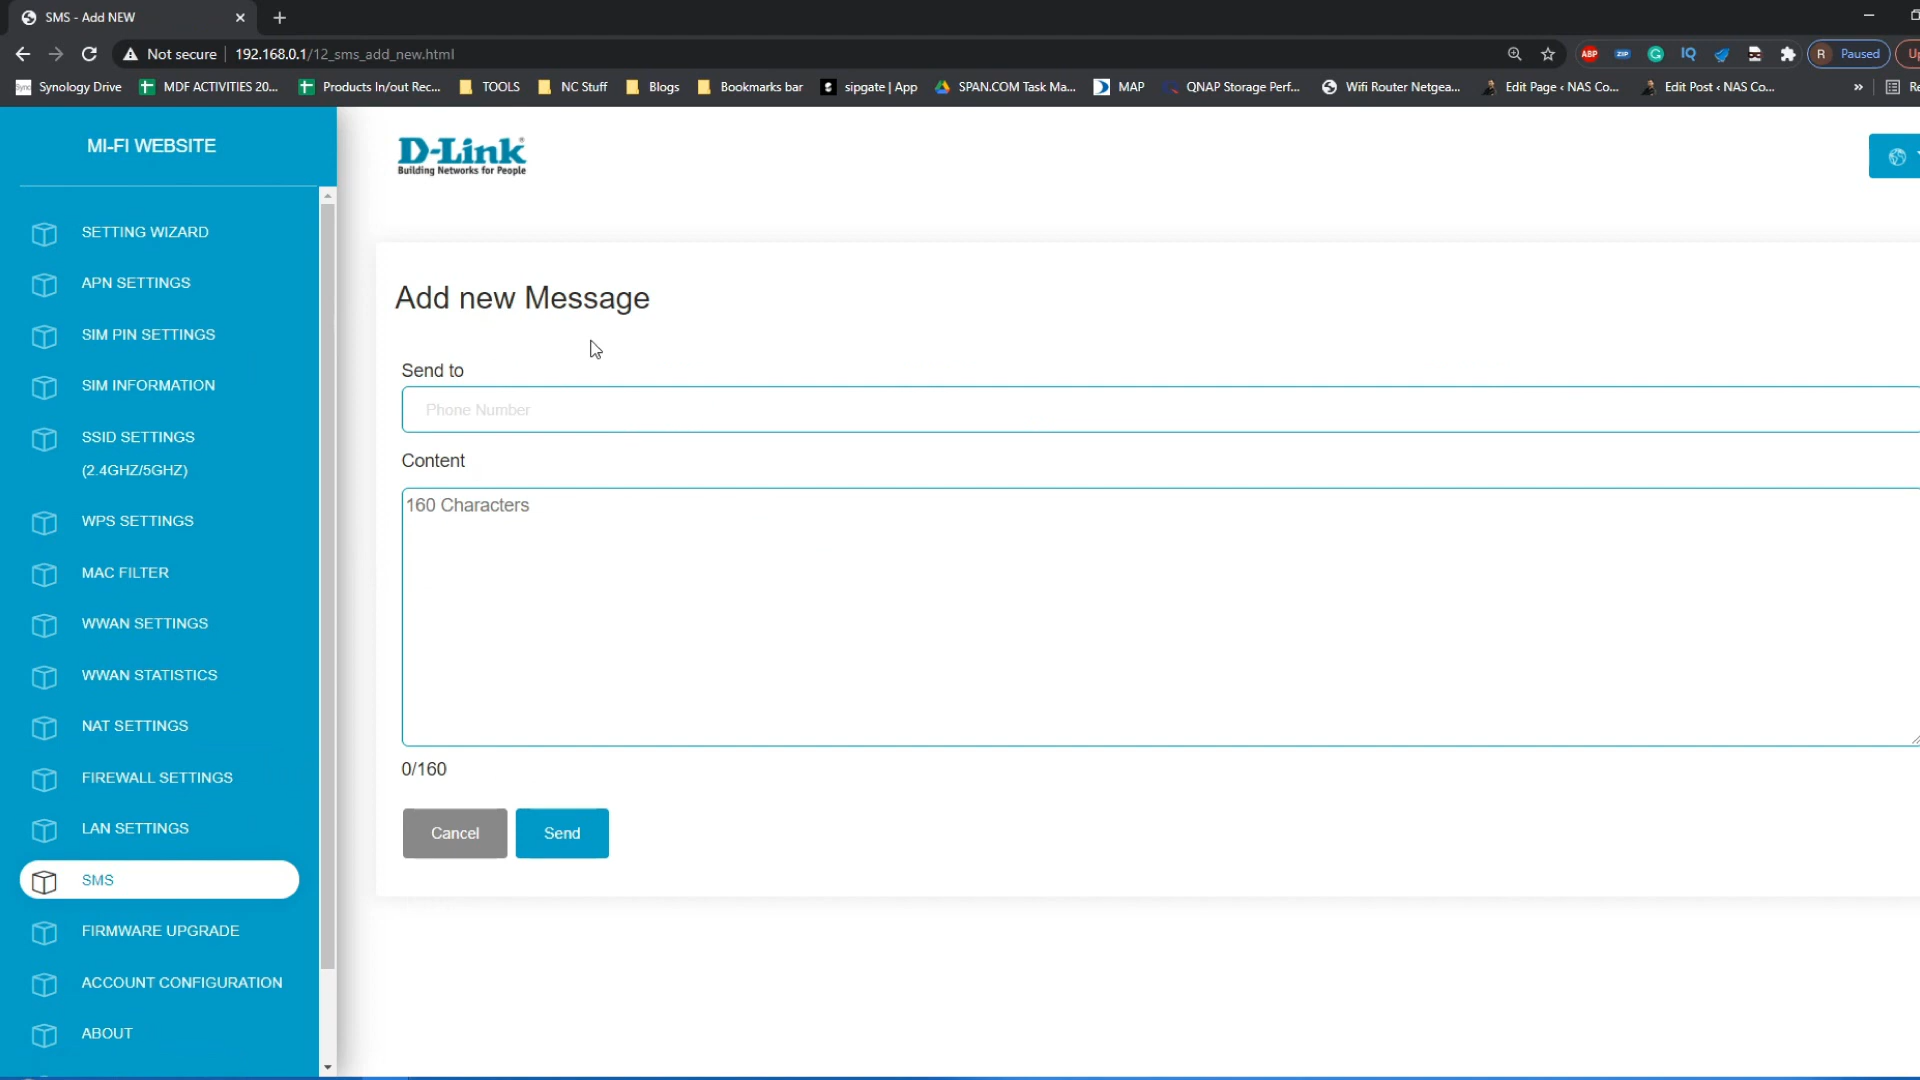 SMS - Add NEW
Not secure
192.168.0.1/12_sms_add_new.html
ABP
ZIP
IQ
R
Paused
Up
Synology Drive
MDF ACTIVITIES 20...
Products In/out Rec...
TOOLS
NC Stuff
Blogs
Bookmarks bar
sipgate | App
SPAN.COM Task Ma...
MAP
QNAP Storage Perf...
Wifi Router Netgea...
Edit Page ‹ NAS Co...
Edit Post ‹ NAS Co...
»
Re
MI-FI WEBSITE
D-Link®
Building Networks for People
SETTING WIZARD
APN SETTINGS
SIM PIN SETTINGS
SIM INFORMATION
SSID SETTINGS
(2.4GHZ/5GHZ)
WPS SETTINGS
MAC FILTER
WWAN SETTINGS
WWAN STATISTICS
NAT SETTINGS
FIREWALL SETTINGS
LAN SETTINGS
SMS
FIRMWARE UPGRADE
ACCOUNT CONFIGURATION
ABOUT
Add new Message
Send to
Phone Number
Content
160 Characters
0/160
Cancel
Send